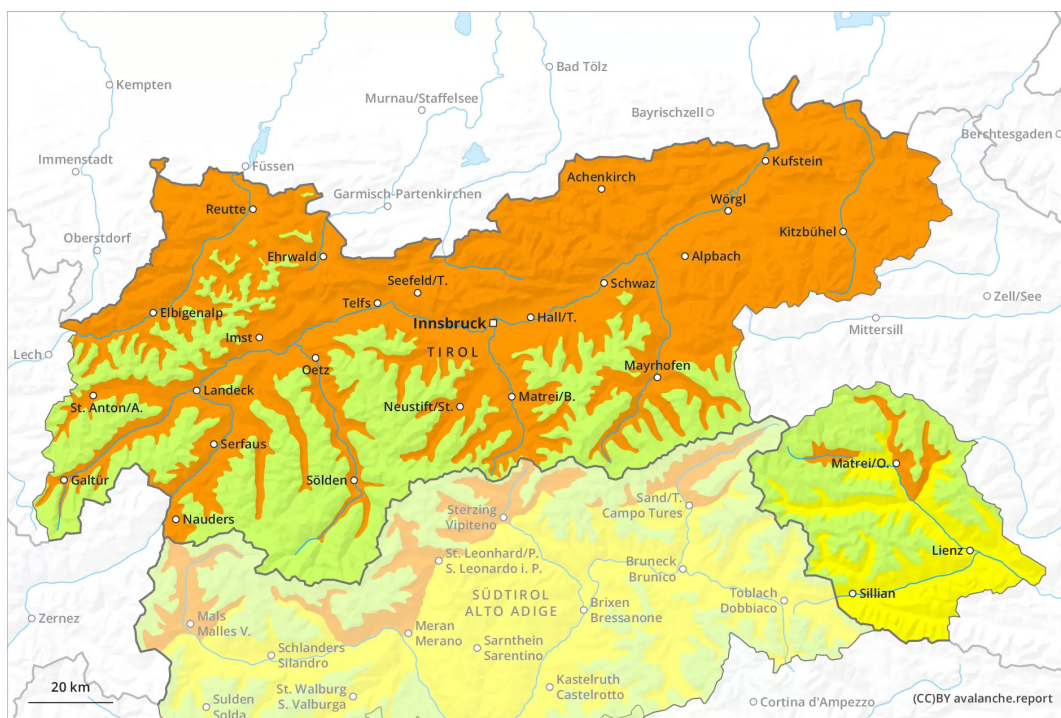 Bad Tölz
Kempten
Murnau/Staffelsee
Bayrischzell
Berchtesgaden
Immenstadt
Füssen
Kufstein
Achenkirch
Garmisch-Partenkirchen
Wörgl
Reutte
Oberstdorf
Kitzbühel
Ehrwald
Alpbach
Seefeld/T.
Schwaz
Zell/See
Telfs
Elbigenalp
Hall/T.
Innsbruck
Mittersill
Imst
TIROL
Lech
Oetz
Mayrhofen
Landeck
Matrei/B.
St. Anton/A.
Neustift/St.
Serfaus
Matrei/O.
Galtür
Sölden
Sand/T.
Campo Tures
Sterzing
Vipiteno
Nauders
Lienz
St. Leonhard/P.
S. Leonardo i. P.
Bruneck
Brunico
Sillian
SÜDTIROL
ALTO ADIGE
Toblach
Dobbiaco
Zernez
Mals
Malles V.
Brixen
Bressanone
Meran
Merano
Sarnthein
Sarentino
Schlanders
Silandro
20 km
St. Walburg
S. Valburga
Kastelruth
Castelrotto
Sulden
Solda
Cortina d'Ampezzo
(CC)BY avalanche.report